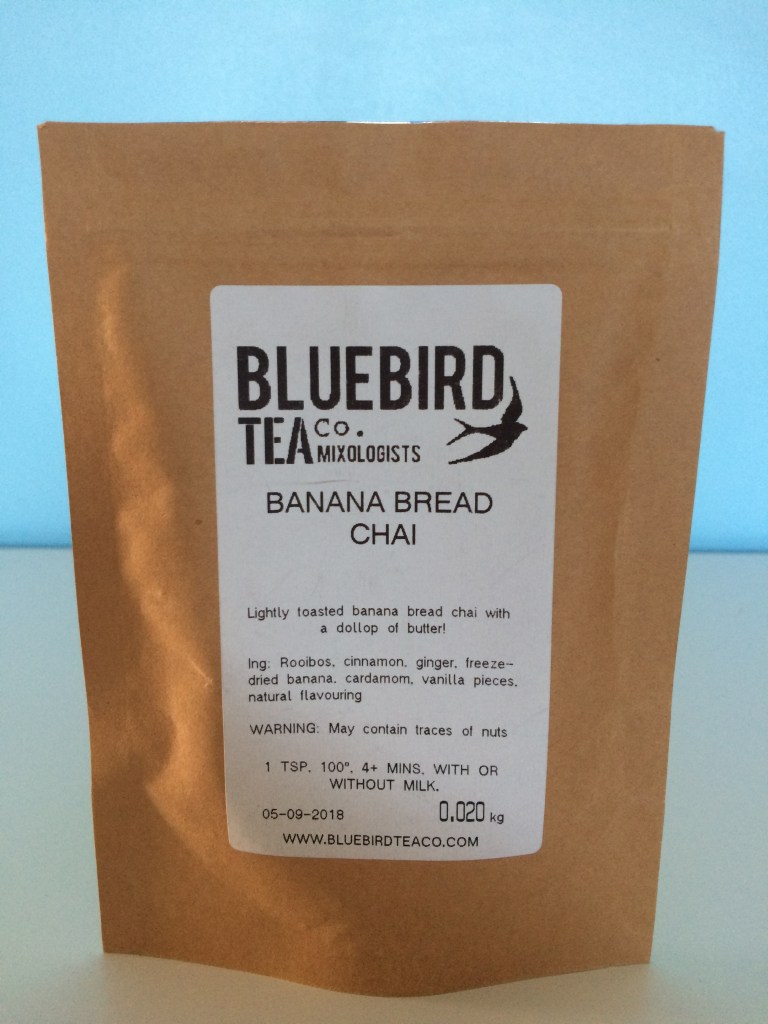 BLUEBIRD
TEA Co.
MIXOLOGISTS
BANANA BREAD
CHAI
Lightly toasted banana bread chai with
a dollop of butter!
Ing: Rooibos, cinnamon, ginger, freeze-
dried banana, cardamom, vanilla pieces,
natural flavouring
WARNING: May contain traces of nuts
1 TSP, 100°, 4+ MINS, WITH OR
WITHOUT MILK.
05-09-2018 0.020 kg
WWW.BLUEBIRDTEACO.COM